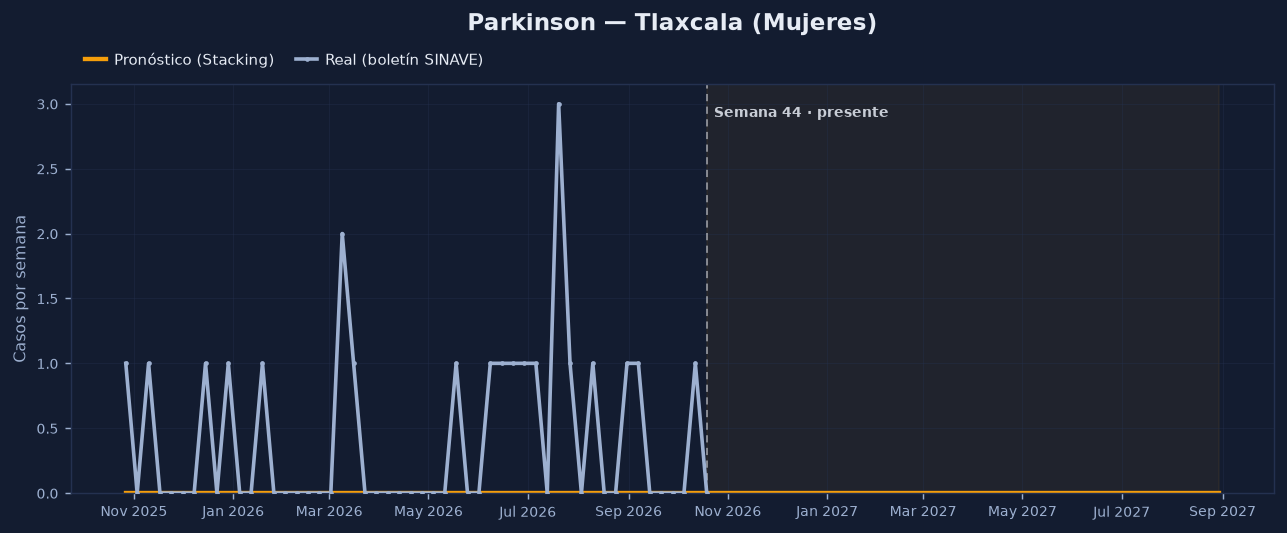 Parkinson — Tlaxcala (Mujeres)
Pronóstico (Stacking)
Real (boletín SINAVE)
Semana 44 · presente
Casos por semana
3.0
2.5
2.0
1.5
1.0
0.5
0.0
Nov 2025
Jan 2026
Mar 2026
May 2026
Jul 2026
Sep 2026
Nov 2026
Jan 2027
Mar 2027
May 2027
Jul 2027
Sep 2027